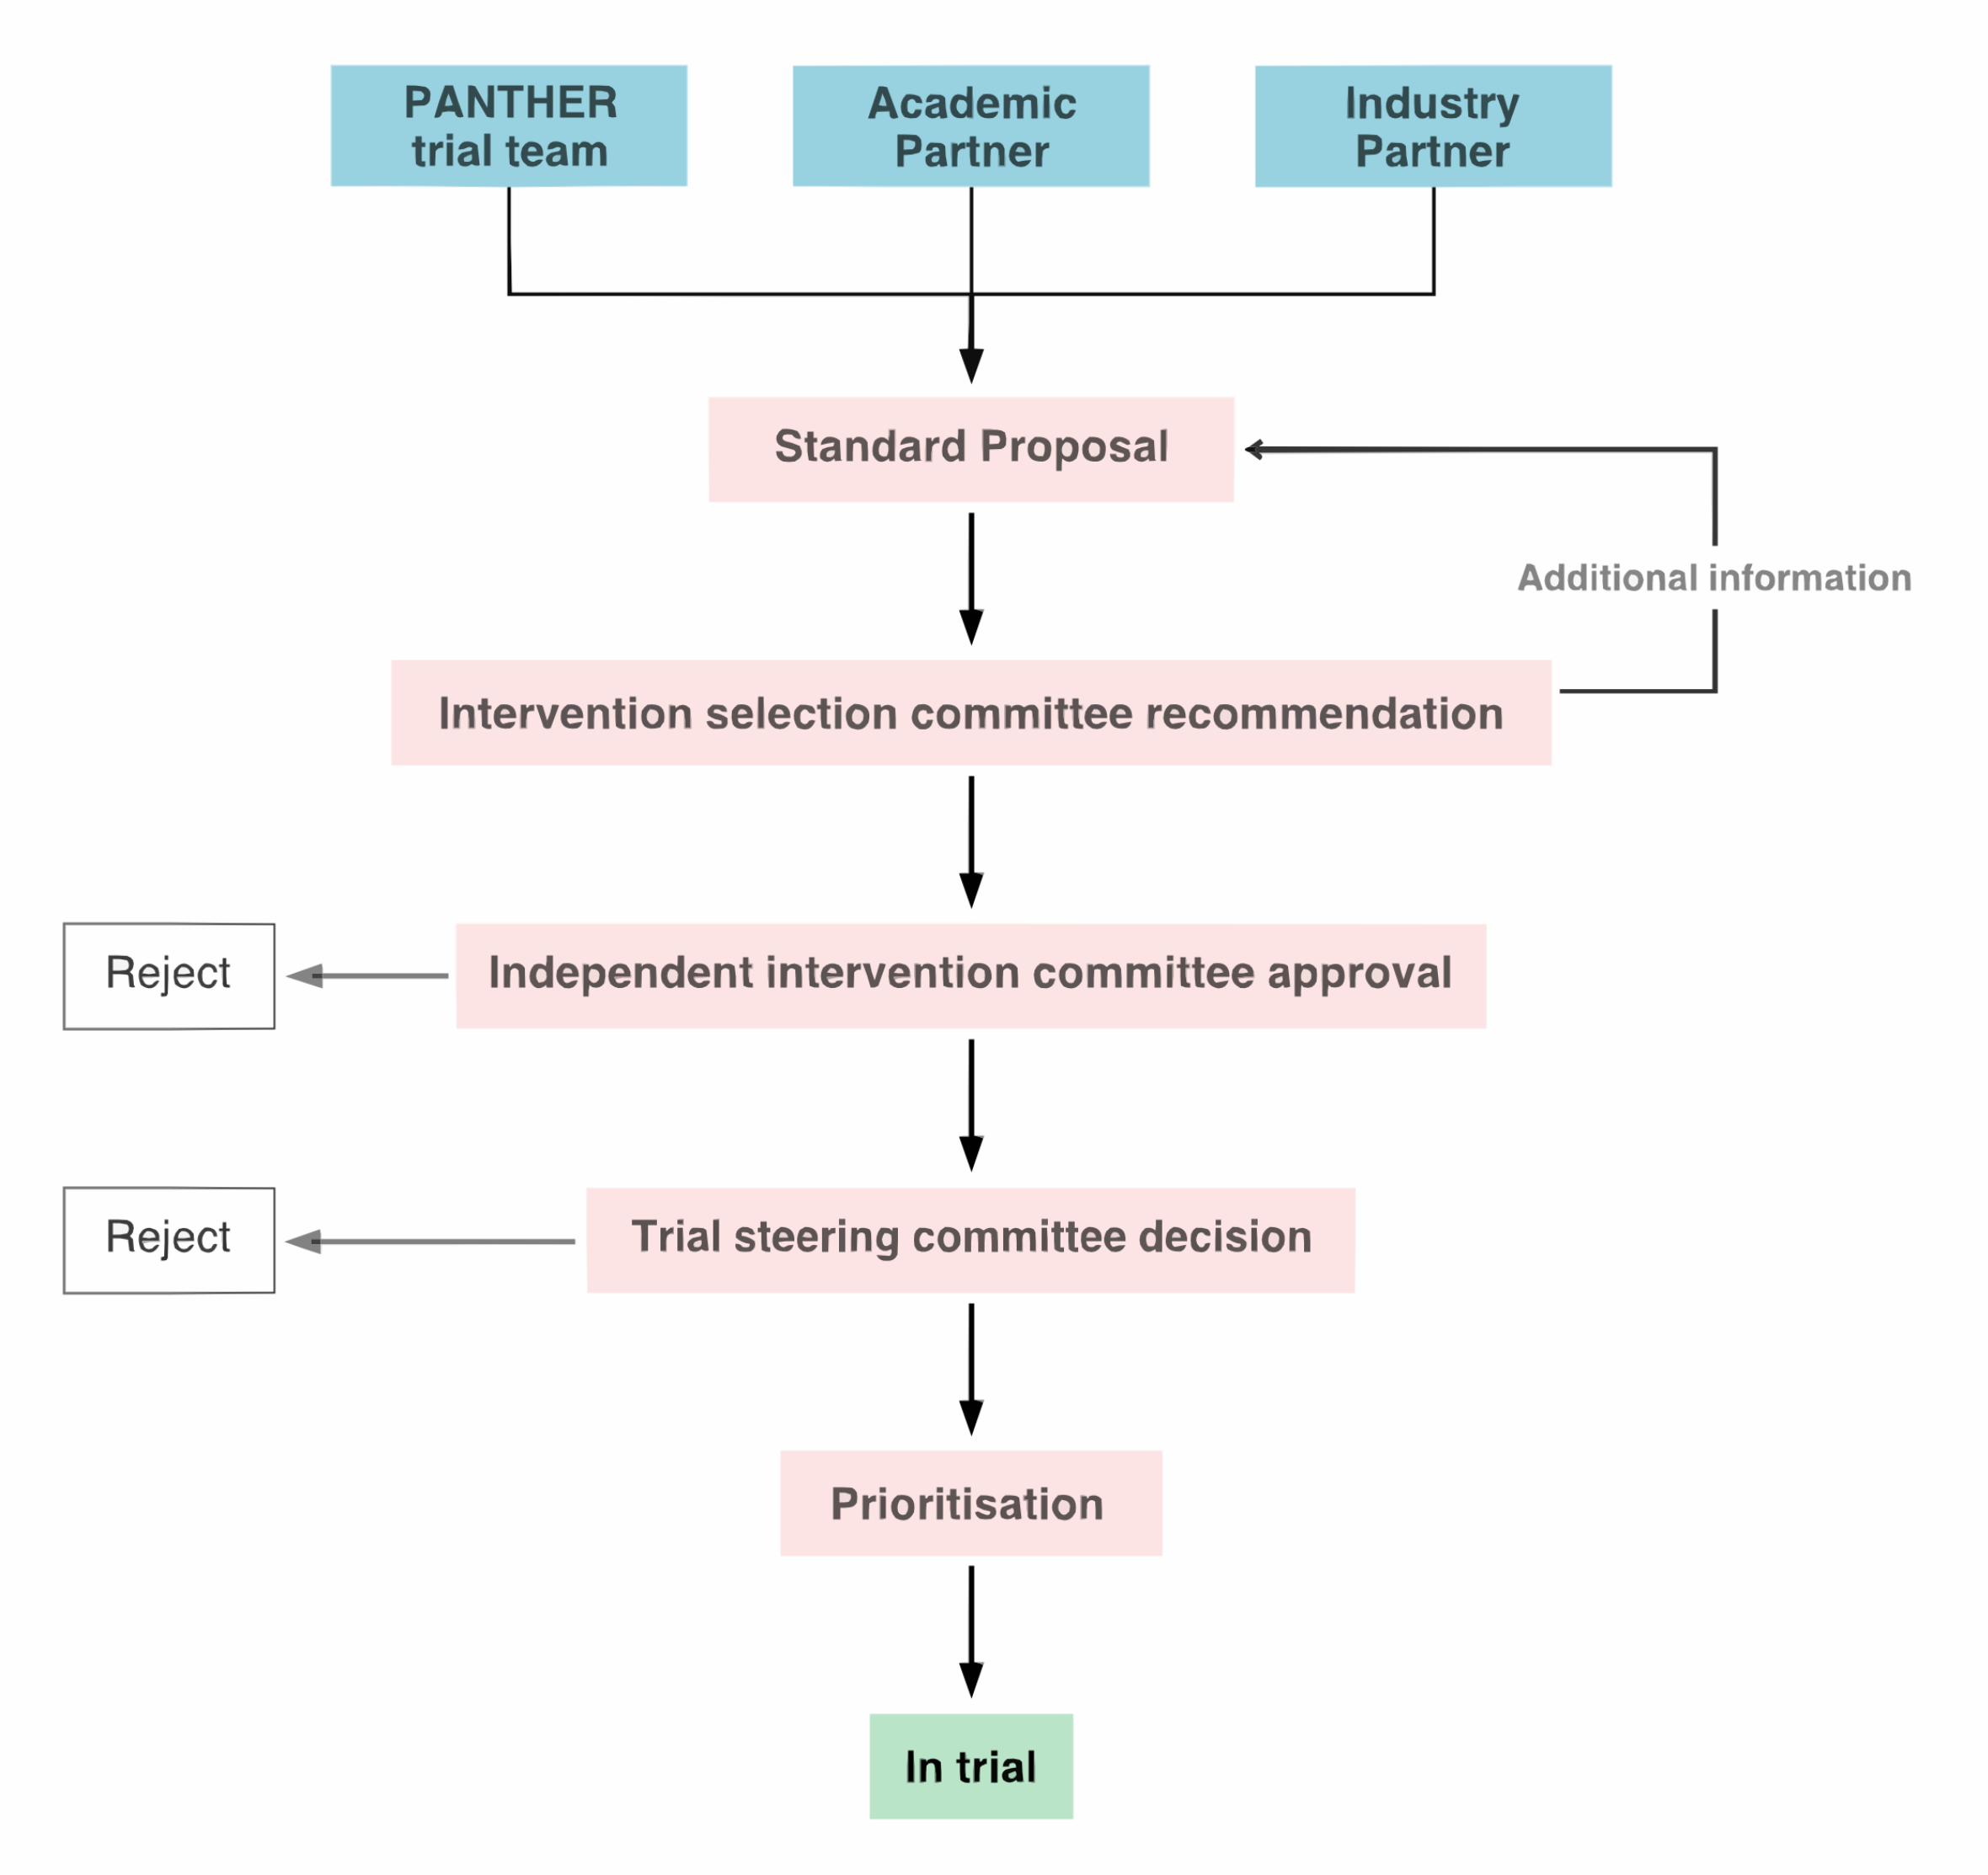 PANTHER
trial team
Academic
Partner
Industry
Partner
Standard Proposal
Additional information
Intervention selection committee recommendation
Reject
Independent intervention committee approval
Reject
Trial steering committee decision
Prioritisation
In trial